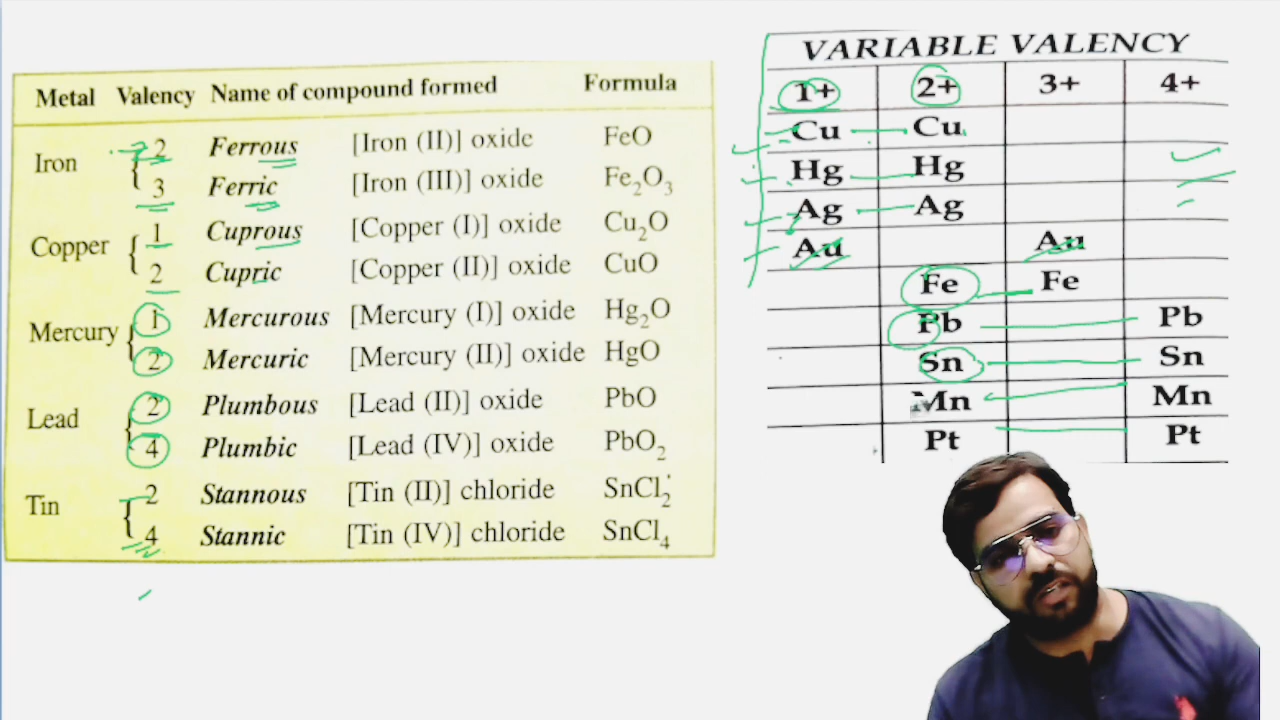 Metal Valency Name of compound formed Formula
Iron 2 Ferrous [Iron (II)] oxide FeO
3 Ferric [Iron (III)] oxide Fe₂O₃
Copper 1 Cuprous [Copper (I)] oxide Cu₂O
2 Cupric [Copper (II)] oxide CuO
Mercury 1 Mercurous [Mercury (I)] oxide Hg₂O
2 Mercuric [Mercury (II)] oxide HgO
Lead 2 Plumbous [Lead (II)] oxide PbO
4 Plumbic [Lead (IV)] oxide PbO₂
Tin 2 Stannous [Tin (II)] chloride SnCl₂
4 Stannic [Tin (IV)] chloride SnCl₄
VARIABLE VALENCY
1+ 2+ 3+ 4+
Cu Cu
Hg Hg
Ag Ag
Au Au
Fe Fe
Pb Pb
Sn Sn
Mn Mn
Pt Pt